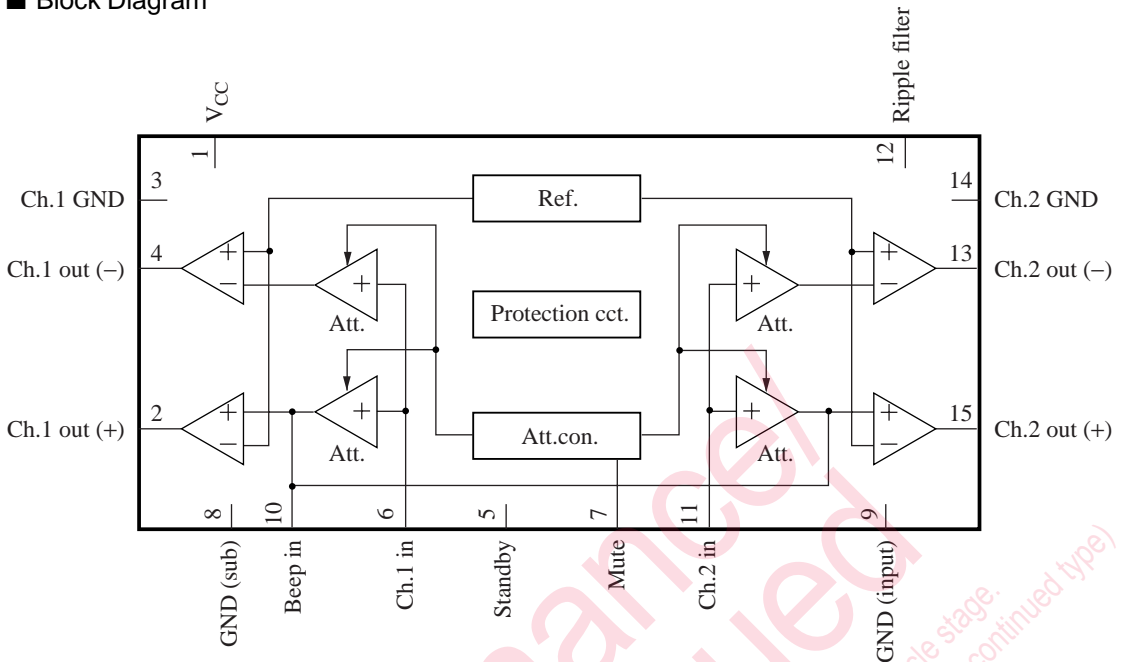 ■ Block Diagram
Ripple filter
VCC
1
12
3
Ch.1 GND
Ref.
14
Ch.2 GND
4
Ch.1 out (−)
+
−
+
Att.
Protection cct.
+
Att.
+
−
13
Ch.2 out (−)
2
Ch.1 out (+)
+
−
+
Att.
Att.con.
+
Att.
+
−
15
Ch.2 out (+)
8
10
6
5
7
11
9
GND (sub)
Beep in
Ch.1 in
Standby
Mute
Ch.2 in
GND (input)
stage.
continued type)